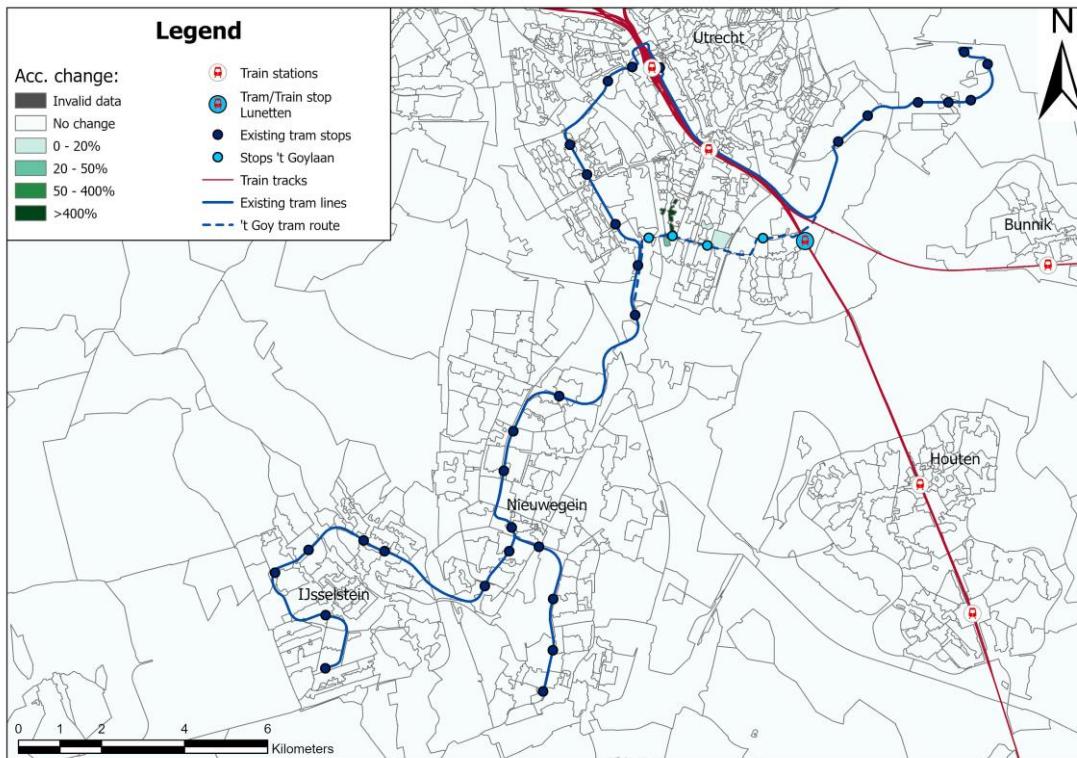 Legend
Acc. change:
Invalid data
No change
0 - 20%
20 - 50%
50 - 400%
>400%
Train stations
Tram/Train stop
Lunetten
Existing tram stops
Stops 't Goylaan
Train tracks
Existing tram lines
't Goy tram route
Utrecht
N
Bunnik
Houten
Nieuwegein
IJsselstein
0 1 2 4 6
Kilometers